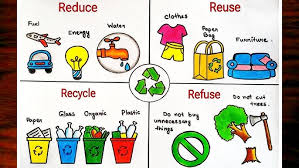 Reduce
Fuel
Energy
Water
Reuse
Clothes
Paper
Bag
Furniture.
Recycle
Paper
Glass
Organic
Plastic
Refuse
Do not buy
unnecessary
things
Do not cut
trees.